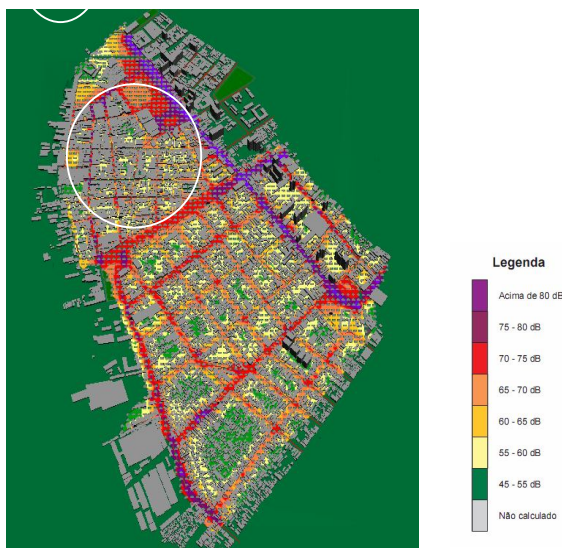 Legenda
Acima de 80 dB
75 - 80 dB
70 - 75 dB
65 - 70 dB
60 - 65 dB
55 - 60 dB
45 - 55 dB
Não calculado